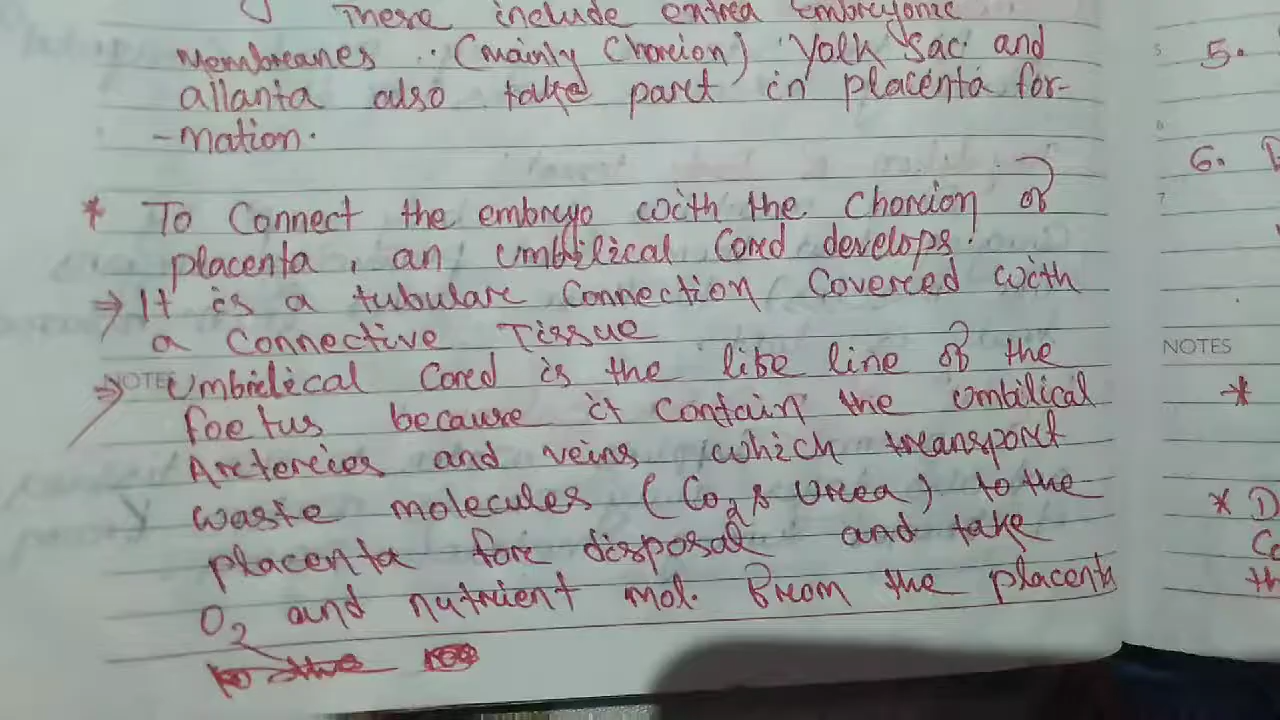 These include extra embryonic
Membranes (mainly Chorion) Yolk Sac and
allanta also take part in placenta for-
-mation.
* To Connect the embryo with the Chorion of
placenta, an umbilical Cord develops!
⇒ It is a tubular Connection Covered with
a Connective Tissue
⇒ Umbilical Cord is the life line of the
foetus because it contain the umbilical
Arteries and veins which transport
waste molecules (Co2 & Urea) to the
placenta for disposal and take
O2 and nutrient mol. from the placenta
5.
6.
NOTES
*
* D